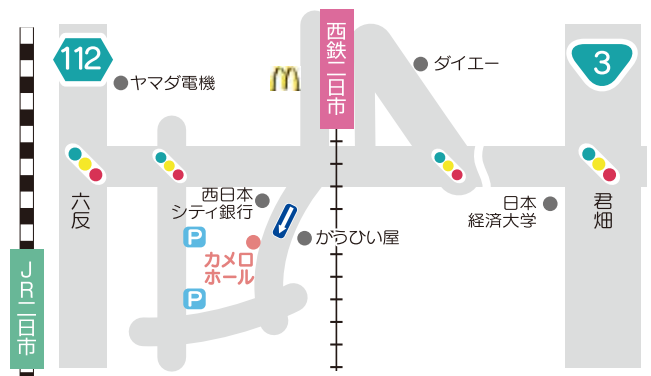 112
ヤマダ電機
西鉄二日市
ダイエー
3
六反
西日本
シティ銀行
P
カメロ
ホール
かうひい屋
日本
経済大学
君畑
P
JR二日市